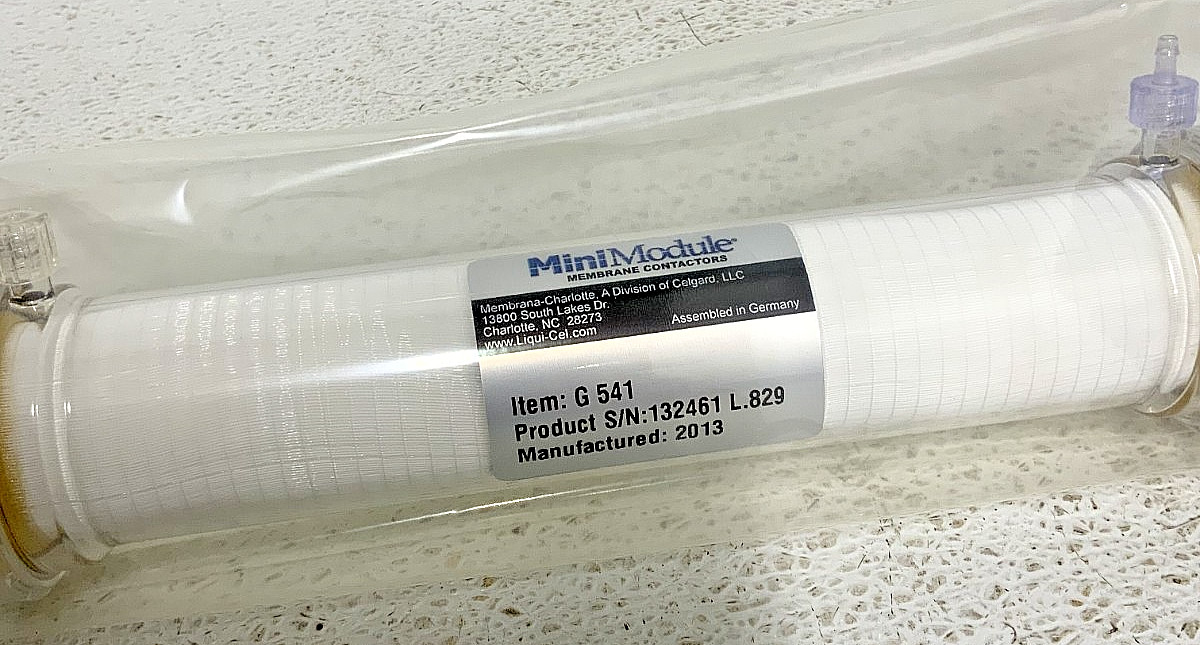 MiniModule®
MEMBRANE CONTACTORS
Membrana-Charlotte, A Division of Celgard, LLC
13800 South Lakes Dr.
Charlotte, NC 28273
www.Liqui-Cel.com
Assembled in Germany
Item: G 541
Product S/N:132461 L.829
Manufactured: 2013